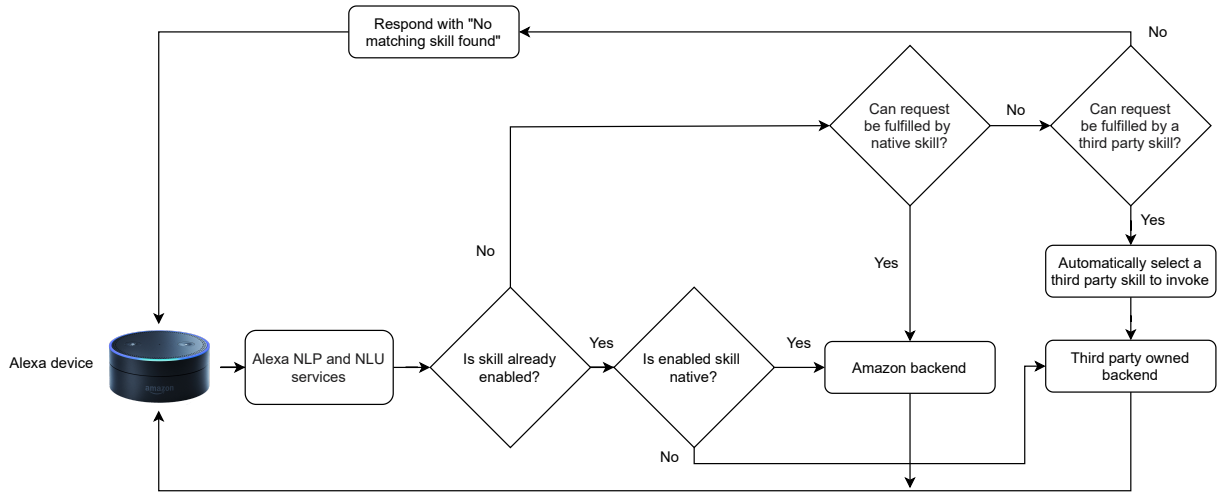 Respond with "No
matching skill found"
No
Can request
be fulfilled by
native skill?
No
Can request
be fulfilled by a
third party skill?
Yes
No
Yes
Automatically select a
third party skill to invoke
Alexa device
amazon
Alexa NLP and NLU
services
Is skill already
enabled?
Yes
Is enabled skill
native?
Yes
Amazon backend
Third party owned
backend
No